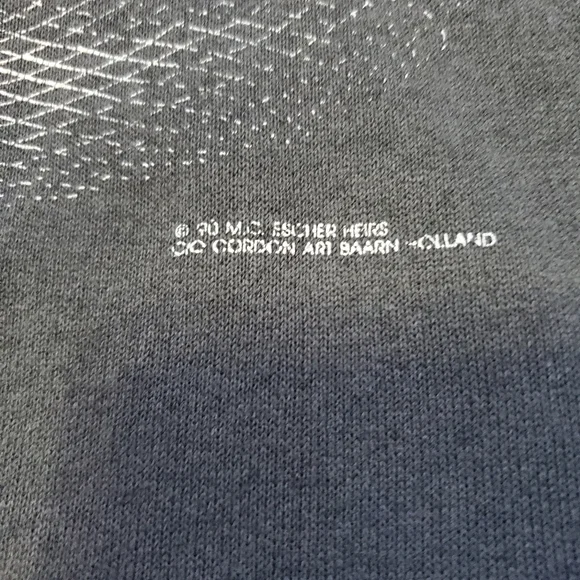 © 90 M.C. ESCHER HEIRS
C/O CORDON ART BAARN HOLLAND